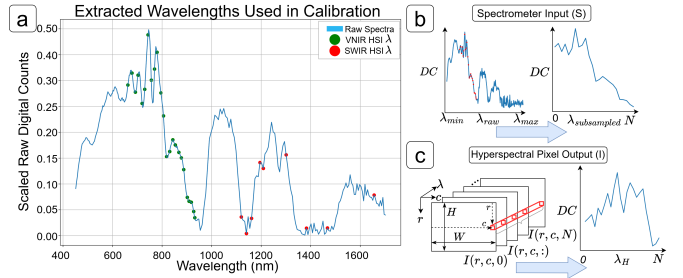 a
Extracted Wavelengths Used in Calibration
Raw Spectra
VNIR HSI λ
SWIR HSI λ
Scaled Raw Digital Counts
0.50
0.40
0.30
0.25
0.20
0.15
0.10
0.05
0.00
400 600 800 1000 1200 1400 1600
Wavelength (nm)
b
Spectrometer Input (S)
DC
λmin λraw λmax
DC
0 λsubsampled N
c
Hyperspectral Pixel Output (I)
λ
c
r
H
W
r
c
I(r, c, N)
I(r, c, :)
I(r, c, 0)
DC
0 λH N